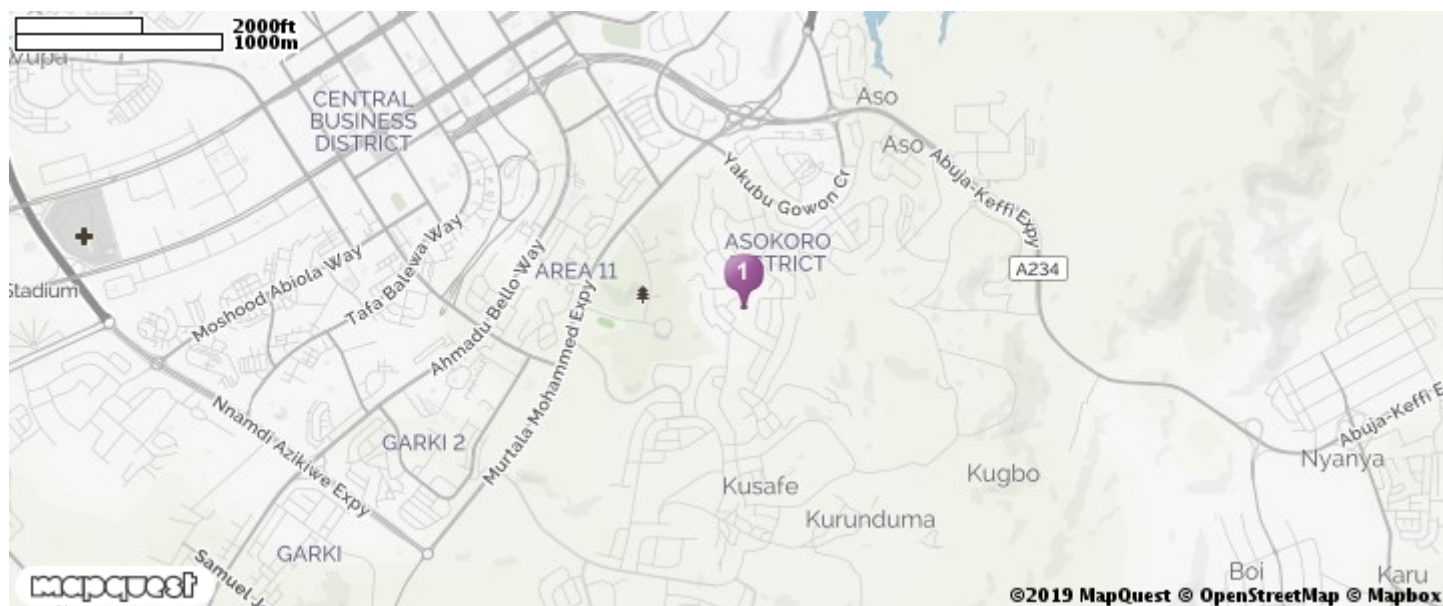 2000ft
1000m
CENTRAL
BUSINESS
DISTRICT
Aso
Aso
Yakubu Gowon Cr
Abuja-Keffi Expy
ASOKORO
1
A234
AREA 11
Stadium
Moshood Abiola Way
Tafa Balewa Way
Ahmadu Bello Way
Murtala Mohammed Expy
Nnamdi Azikiwe Expy
GARKI 2
Kusafe
Kugbo
Kurunduma
Abuja-Keffi E
Nyanya
GARKI
Samuel-J
Boi
Karu
mapquest
©2019 MapQuest © OpenStreetMap © Mapbox